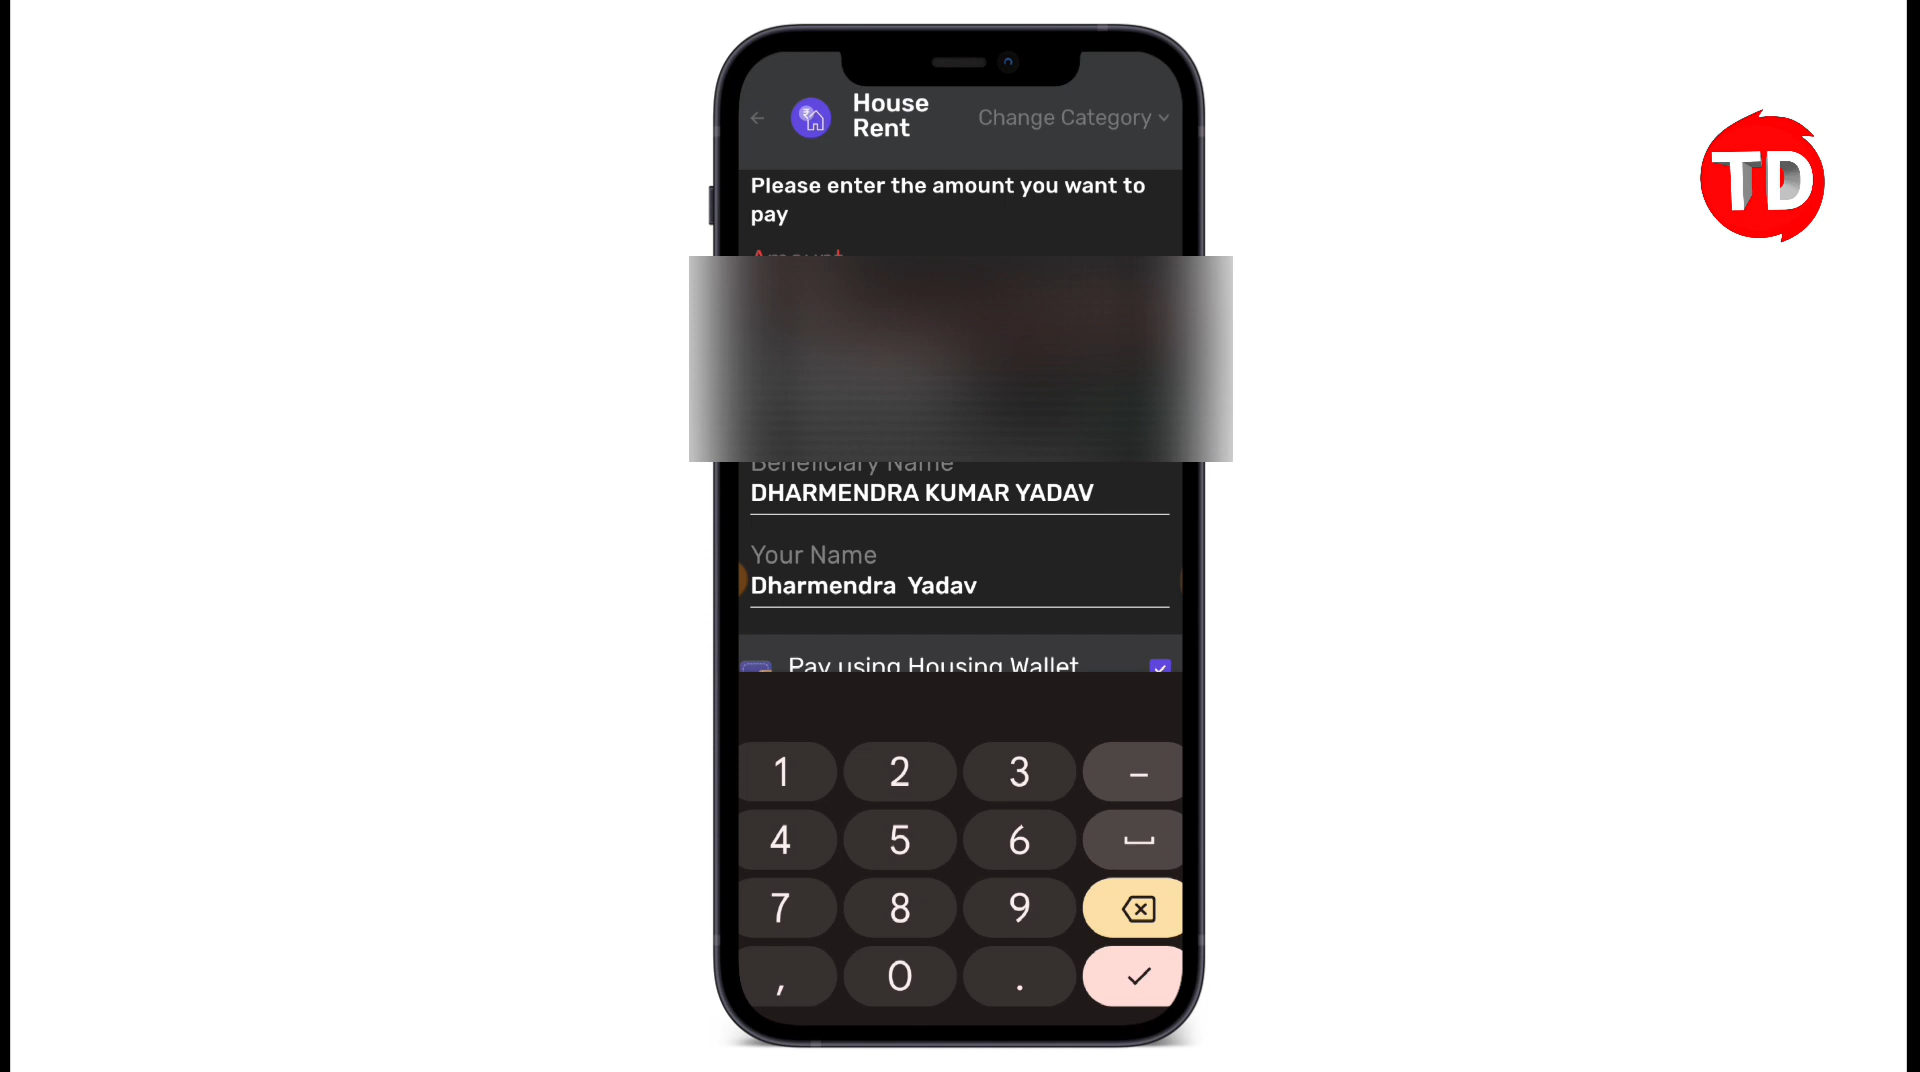 House
Rent
Change Category
TD
Please enter the amount you want to
pay
Amount
Beneficiary Name
DHARMENDRA KUMAR YADAV
Your Name
Dharmendra Yadav
Pay using Housing Wallet
1 2 3 –
4 5 6
7 8 9
, 0 .